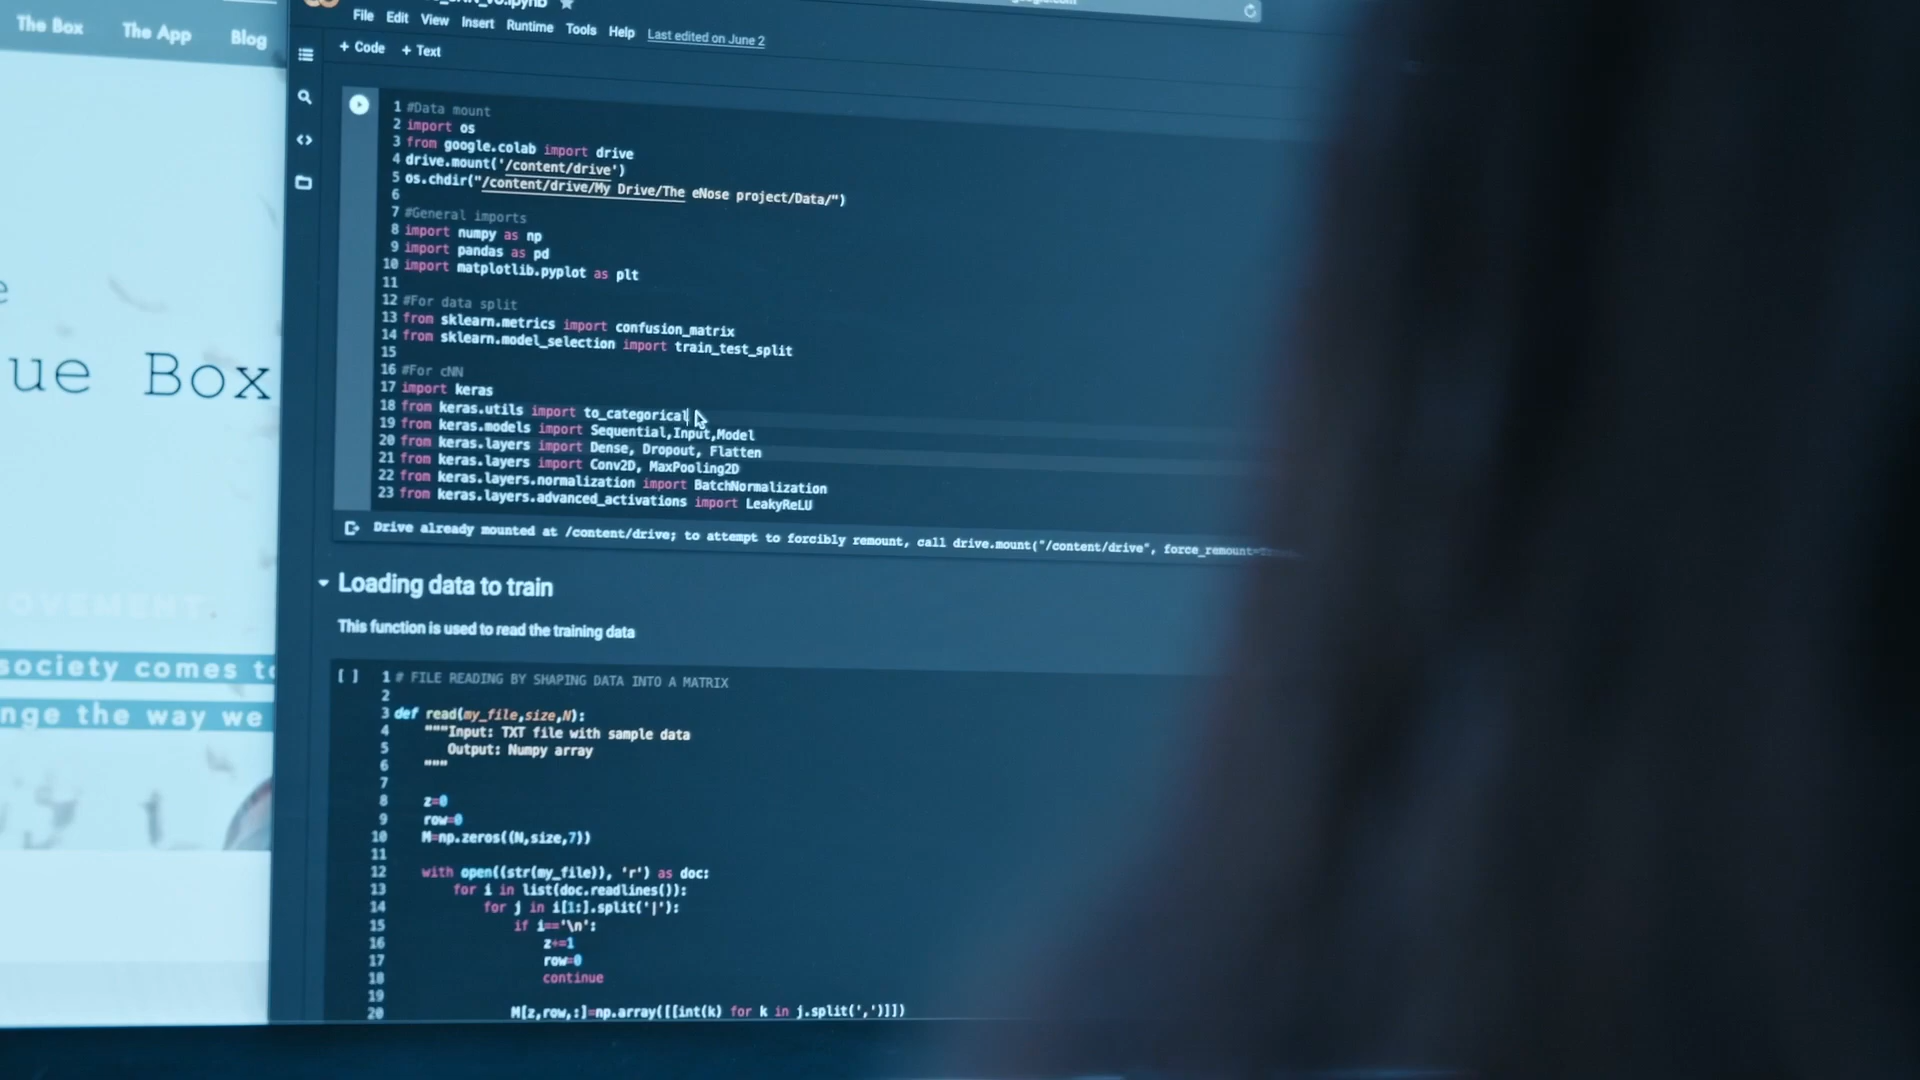 The Box The App Blog
ue Box
society comes to
nge the way we
File Edit View Insert Runtime Tools Help Last edited on June 2
+ Code + Text
1 #Data mount
2 import os
3 from google.colab import drive
4 drive.mount('/content/drive')
5 os.chdir("/content/drive/My Drive/The eNose project/Data/")
6
7 #General imports
8 import numpy as np
9 import pandas as pd
10 import matplotlib.pyplot as plt
11
12 #For data split
13 from sklearn.metrics import confusion_matrix
14 from sklearn.model_selection import train_test_split
15
16 #For cNN
17 import keras
18 from keras.utils import to_categorical
19 from keras.models import Sequential,Input,Model
20 from keras.layers import Dense, Dropout, Flatten
21 from keras.layers import Conv2D, MaxPooling2D
22 from keras.layers.normalization import BatchNormalization
23 from keras.layers.advanced_activations import LeakyReLU
Drive already mounted at /content/drive; to attempt to forcibly remount, call drive.mount("/content/drive", force_remount=
Loading data to train
This function is used to read the training data
[ ] 1 # FILE READING BY SHAPING DATA INTO A MATRIX
2
3 def read(my_file,size,N):
4 """Input: TXT file with sample data
5 Output: Numpy array
6 """
7
8 z=0
9 row=0
10 M=np.zeros((N,size,7))
11
12 with open((str(my_file)), 'r') as doc:
13 for i in list(doc.readlines()):
14 for j in i[1:].split('|'):
15 if i=='\n':
16 z+=1
17 row=0
18 continue
19
20 M[z,row,:]=np.array([[int(k) for k in j.split(',')]])